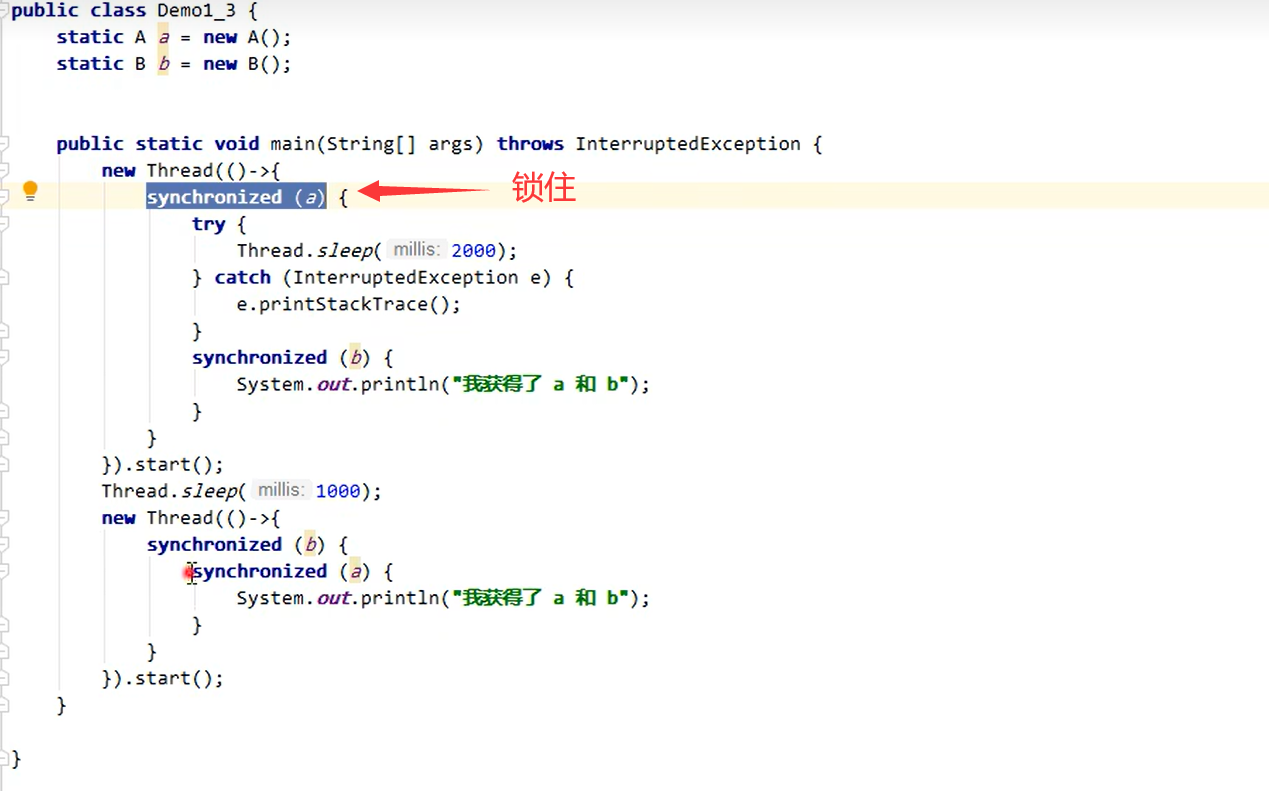 public class Demo1_3 {
static A a = new A();
static B b = new B();
public static void main(String[] args) throws InterruptedException {
new Thread(()->{
synchronized (a) {
锁住
try {
Thread.sleep( millis: 2000);
} catch (InterruptedException e) {
e.printStackTrace();
}
synchronized (b) {
System.out.println("我获得了 a 和 b");
}
}
}).start();
Thread.sleep( millis: 1000);
new Thread(()->{
synchronized (b) {
synchronized (a) {
System.out.println("我获得了 a 和 b");
}
}
}).start();
}
}